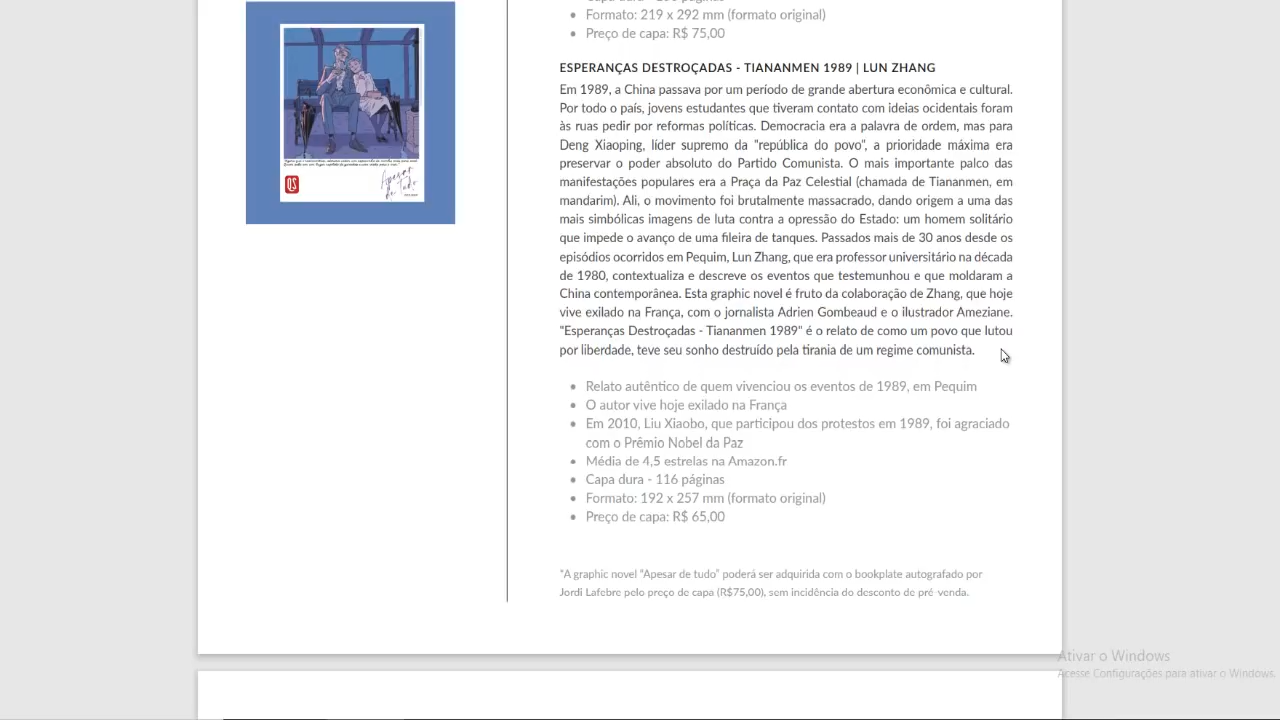 Formato: 219 x 292 mm (formato original)
Preço de capa: R$ 75,00
ESPERANÇAS DESTROÇADAS - TIANANMEN 1989 | LUN ZHANG
Em 1989, a China passava por um período de grande abertura econômica e cultural.
Por todo o país, jovens estudantes que tiveram contato com ideias ocidentais foram
às ruas pedir por reformas políticas. Democracia era a palavra de ordem, mas para
Deng Xiaoping, líder supremo da "república do povo", a prioridade máxima era
preservar o poder absoluto do Partido Comunista. O mais importante palco das
manifestações populares era a Praça da Paz Celestial (chamada de Tiananmen, em
mandarim). Ali, o movimento foi brutalmente massacrado, dando origem a uma das
mais simbólicas imagens de luta contra a opressão do Estado: um homem solitário
que impede o avanço de uma fileira de tanques. Passados mais de 30 anos desde os
episódios ocorridos em Pequim, Lun Zhang, que era professor universitário na década
de 1980, contextualiza e descreve os eventos que testemunhou e que moldaram a
China contemporânea. Esta graphic novel é fruto da colaboração de Zhang, que hoje
vive exilado na França, com o jornalista Adrien Gombeaud e o ilustrador Ameziane.
"Esperanças Destroçadas - Tiananmen 1989" é o relato de como um povo que lutou
por liberdade, teve seu sonho destruído pela tirania de um regime comunista.
Relato autêntico de quem vivenciou os eventos de 1989, em Pequim
O autor vive hoje exilado na França
Em 2010, Liu Xiaobo, que participou dos protestos em 1989, foi agraciado
com o Prêmio Nobel da Paz
Média de 4,5 estrelas na Amazon.fr
Capa dura - 116 páginas
Formato: 192 x 257 mm (formato original)
Preço de capa: R$ 65,00
*A graphic novel "Apesar de tudo" poderá ser adquirida com o bookplate autografado por
Jordi Lafebre pelo preço de capa (R$75,00), sem incidência do desconto de pré-venda.
QS
Apesar
de tudo
Ativar o Windows
Acesse Configurações para ativar o Windows.